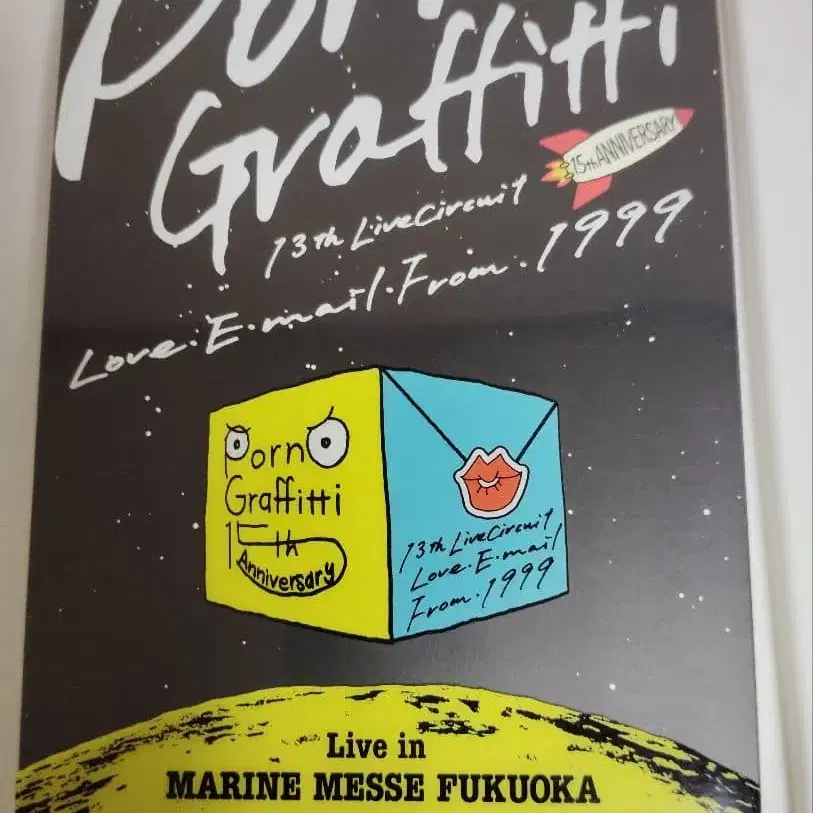 Porn
Graffitti
15th ANNIVERSARY
13th LiveCircuit
Love・E・mail・From・1999
PornO
Graffitti
15th
Anniversary
13th LiveCircuit
Love・E・mail
From・1999
Live in
MARINE MESSE FUKUOKA